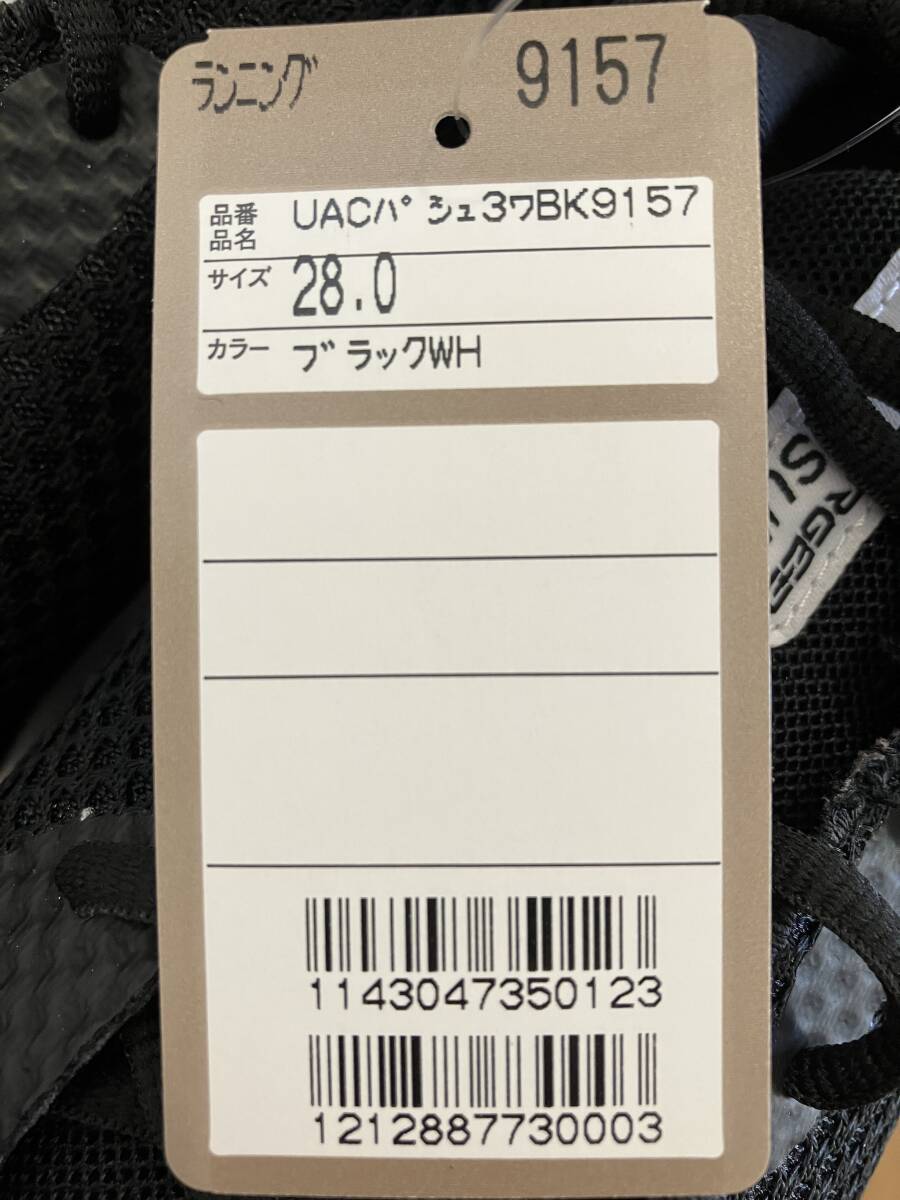 ランニング 9157
品番
品名 UACパシュ3ワBK9157
サイズ 28.0
カラー ブラックWH
SU
RGE
1143047350123
1212887730003